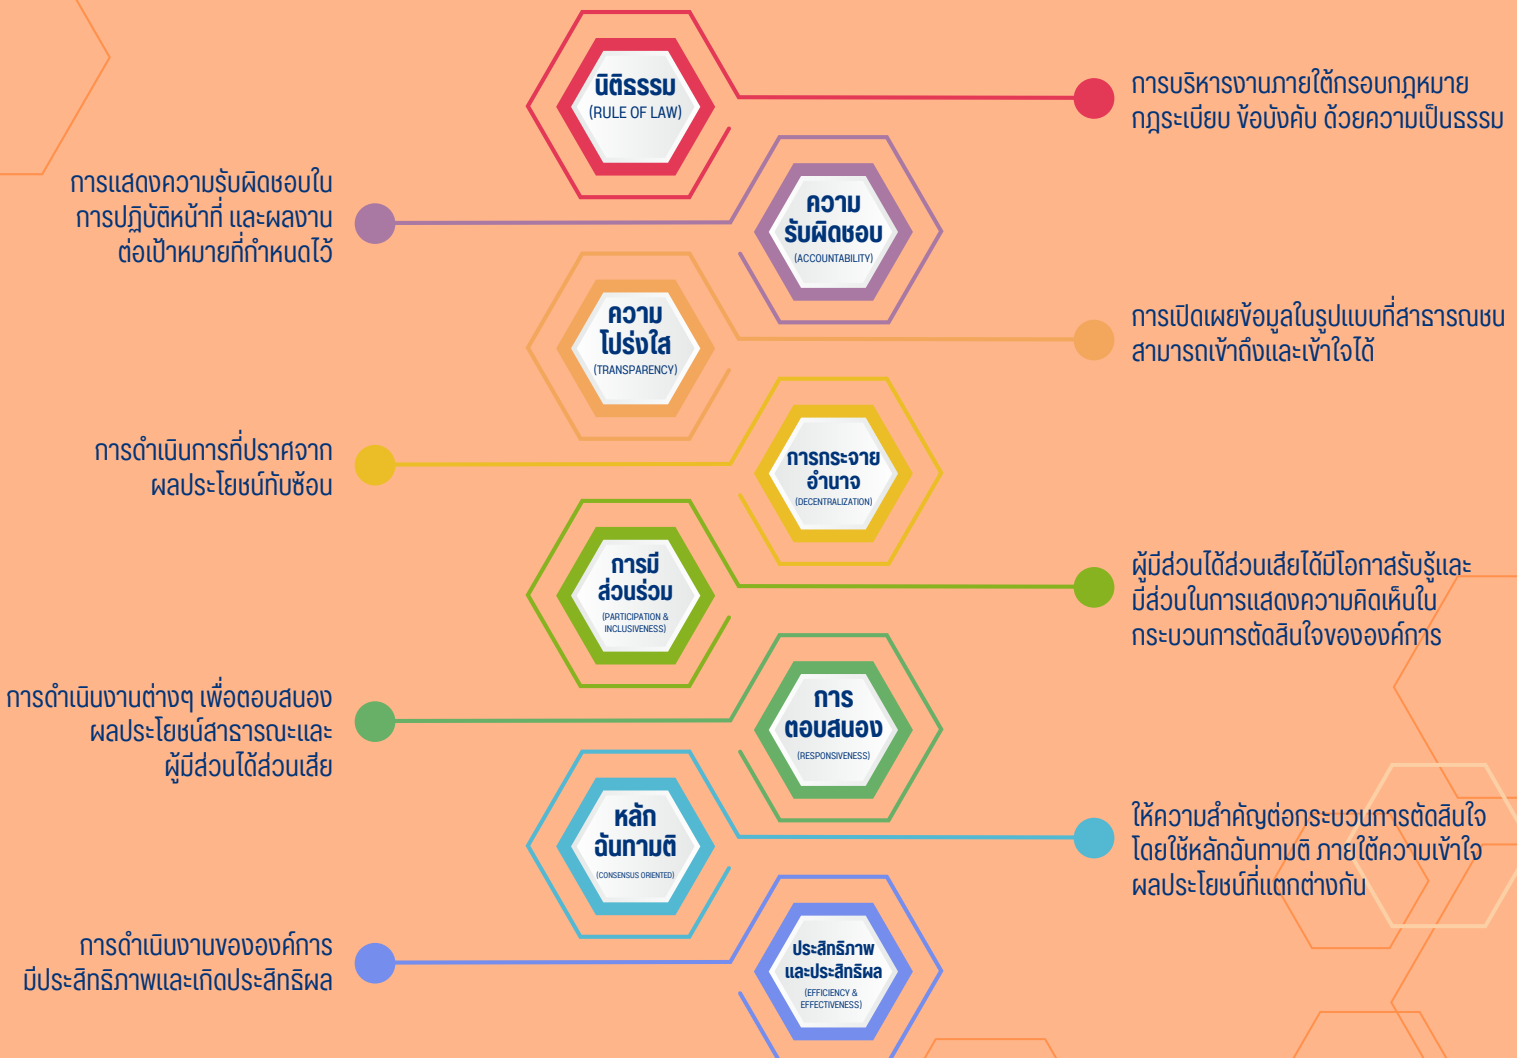 นิติธรรม
(RULE OF LAW)
การบริหารงานภายใต้กรอบกฎหมาย
กฎระเบียบ ข้อบังคับ ด้วยความเป็นธรรม
ความ
รับผิดชอบ
(ACCOUNTABILITY)
การแสดงความรับผิดชอบใน
การปฏิบัติหน้าที่ และผลงาน
ต่อเป้าหมายที่กำหนดไว้
ความ
โปร่งใส
(TRANSPARENCY)
การเปิดเผยข้อมูลในรูปแบบที่สาธารณชน
สามารถเข้าถึงและเข้าใจได้
การกระจาย
อำนาจ
(DECENTRALIZATION)
การดำเนินการที่ปราศจาก
ผลประโยชน์ทับซ้อน
การมี
ส่วนร่วม
(PARTICIPATION &
INCLUSIVENESS)
ผู้มีส่วนได้ส่วนเสียได้มีโอกาสรับรู้และ
มีส่วนในการแสดงความคิดเห็นใน
กระบวนการตัดสินใจขององค์การ
การ
ตอบสนอง
(RESPONSIVENESS)
การดำเนินงานต่างๆ เพื่อตอบสนอง
ผลประโยชน์สาธารณะและ
ผู้มีส่วนได้ส่วนเสีย
หลัก
ฉันทามติ
(CONSENSUS ORIENTED)
ให้ความสำคัญต่อกระบวนการตัดสินใจ
โดยใช้หลักฉันทามติ ภายใต้ความเข้าใจ
ผลประโยชน์ที่แตกต่างกัน
ประสิทธิภาพ
และประสิทธิผล
(EFFICIENCY &
EFFECTIVENESS)
การดำเนินงานขององค์การ
มีประสิทธิภาพและเกิดประสิทธิผล